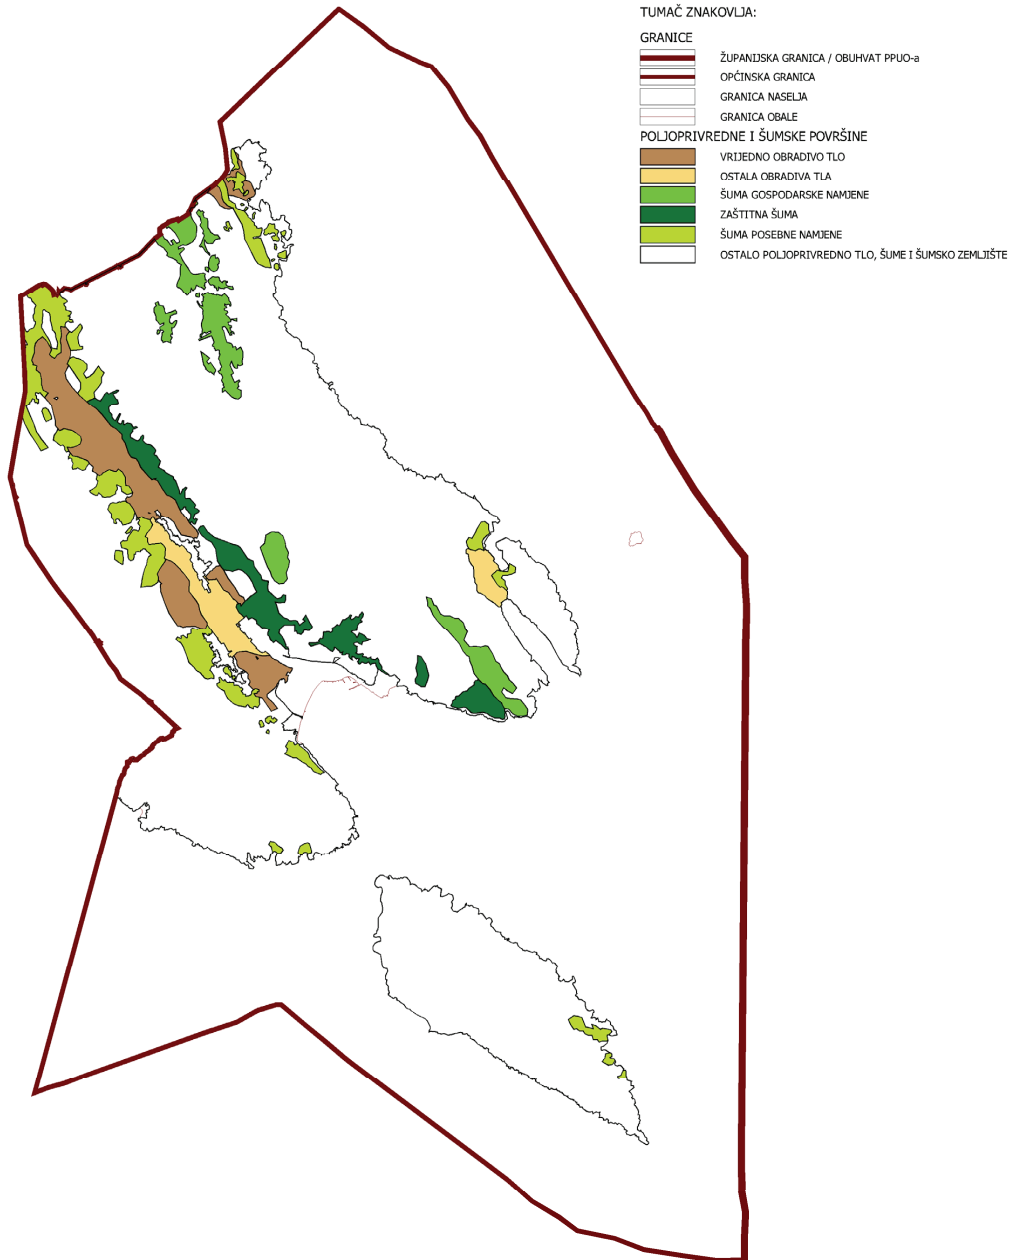 TUMAČ ZNAKOVLJA:
GRANICE
ŽUPANIJSKA GRANICA / OBUHVAT PPUO-a
OPĆINSKA GRANICA
GRANICA NASELJA
GRANICA OBALE
POLJOPRIVREDNE I ŠUMSKE POVRŠINE
VRIJEDNO OBRADIVO TLO
OSTALA OBRADIVA TLA
ŠUMA GOSPODARSKE NAMJENE
ZAŠTITNA ŠUMA
ŠUMA POSEBNE NAMJENE
OSTALO POLJOPRIVREDNO TLO, ŠUME I ŠUMSKO ZEMLJIŠTE